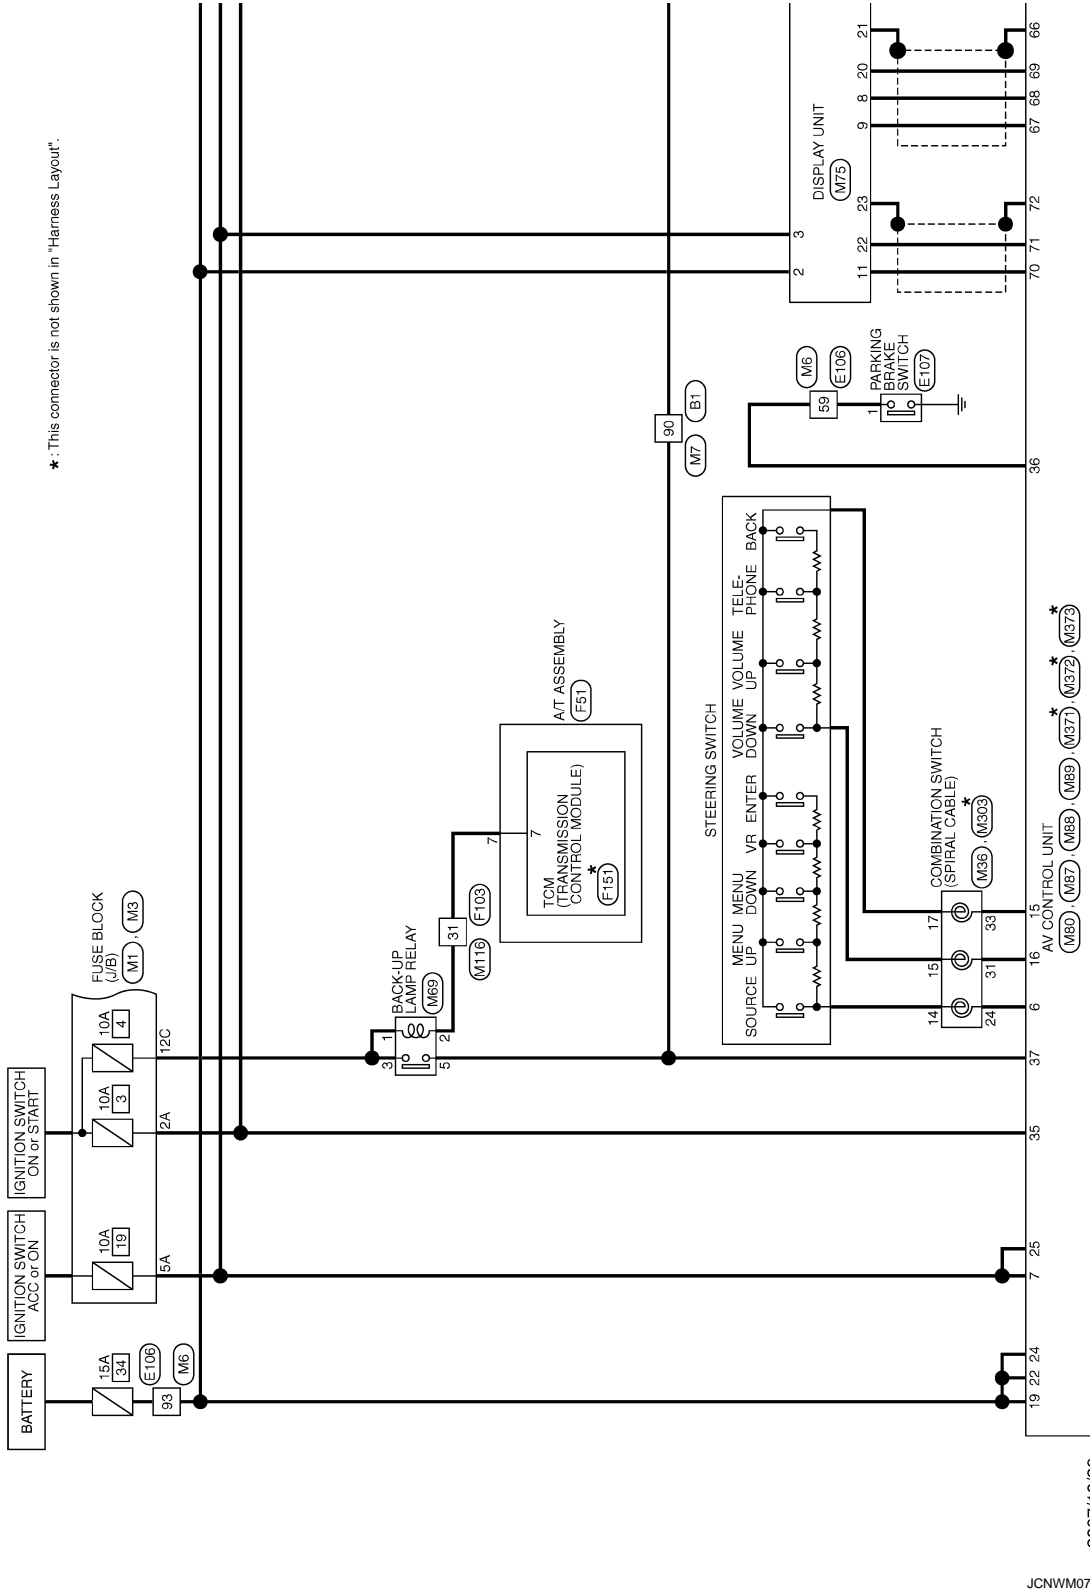 *: This connector is not shown in "Harness Layout".
BATTERY
15A
34
E106
93
M6
19
22
24
IGNITION SWITCH
ACC or ON
10A
19
5A
7
25
IGNITION SWITCH
ON or START
10A
3
2A
35
10A
4
12C
37
FUSE BLOCK
(J/B)
M1 , M3
BACK-UP
LAMP RELAY
M69
1
2
3
5
31
M116
F103
A/T ASSEMBLY
F51
7
7
TCM
(TRANSMISSION
CONTROL MODULE)
*
F151
90
M7
B1
STEERING SWITCH
SOURCE
MENU
UP
MENU
DOWN
VR
ENTER
VOLUME
DOWN
VOLUME
UP
TELE-
PHONE
BACK
COMBINATION SWITCH
(SPIRAL CABLE)
M36 , M303 *
14
15
17
24
31
33
6
16
15
AV CONTROL UNIT
M80 , M87 , M88 , M89 , M371 * , M372 * , M373 *
36
59
M6
E106
PARKING
BRAKE
SWITCH
E107
1
DISPLAY UNIT
M75
2
3
11
22
23
9
8
20
21
70
71
72
67
68
69
66
JCNWM07